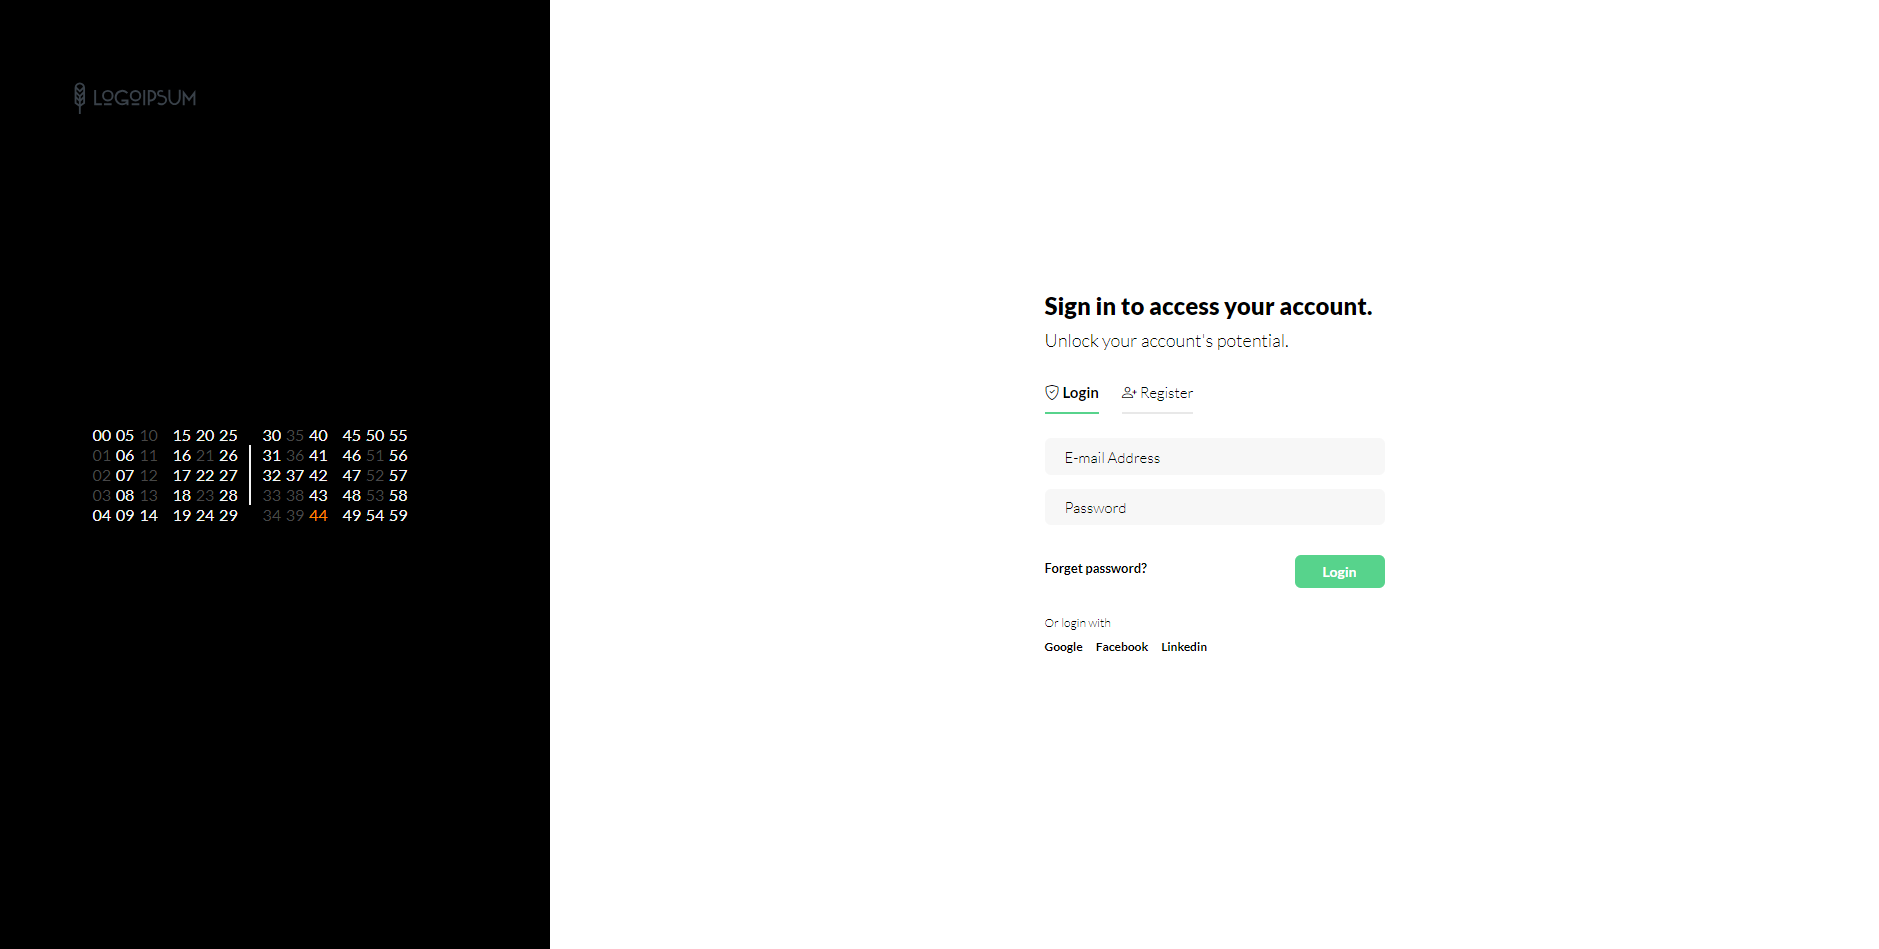 LOGOIPSUM
00 05 10 15 20 25 30 35 40 45 50 55
01 06 11 16 21 26 31 36 41 46 51 56
02 07 12 17 22 27 32 37 42 47 52 57
03 08 13 18 23 28 33 38 43 48 53 58
04 09 14 19 24 29 34 39 44 49 54 59
Sign in to access your account.
Unlock your account's potential.
Login Register
E-mail Address
Password
Forget password? Login
Or login with
Google Facebook Linkedin